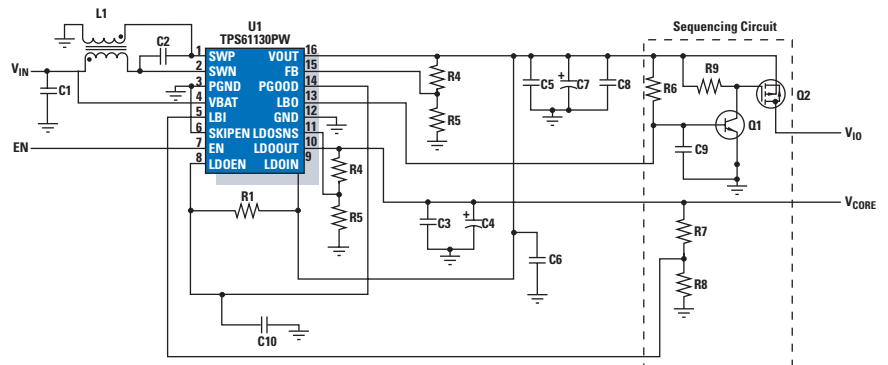 U1
TPS61130PW
Sequencing Circuit
L1
C2
V_IN
C1
1 SWP VOUT 16
2 SWN FB 15
3 PGND PGOOD 14
4 VBAT LBO 13
5 LBI GND 12
6 SKIPEN LDOSNS 11
7 EN LDOOUT 10
8 LDOEN LDOIN 9
EN
R4
R5
R4
R5
R1
C10
C5
+
C7
C8
C3
+
C4
C6
R6
R9
Q2
Q1
C9
V_IO
V_CORE
R7
R8